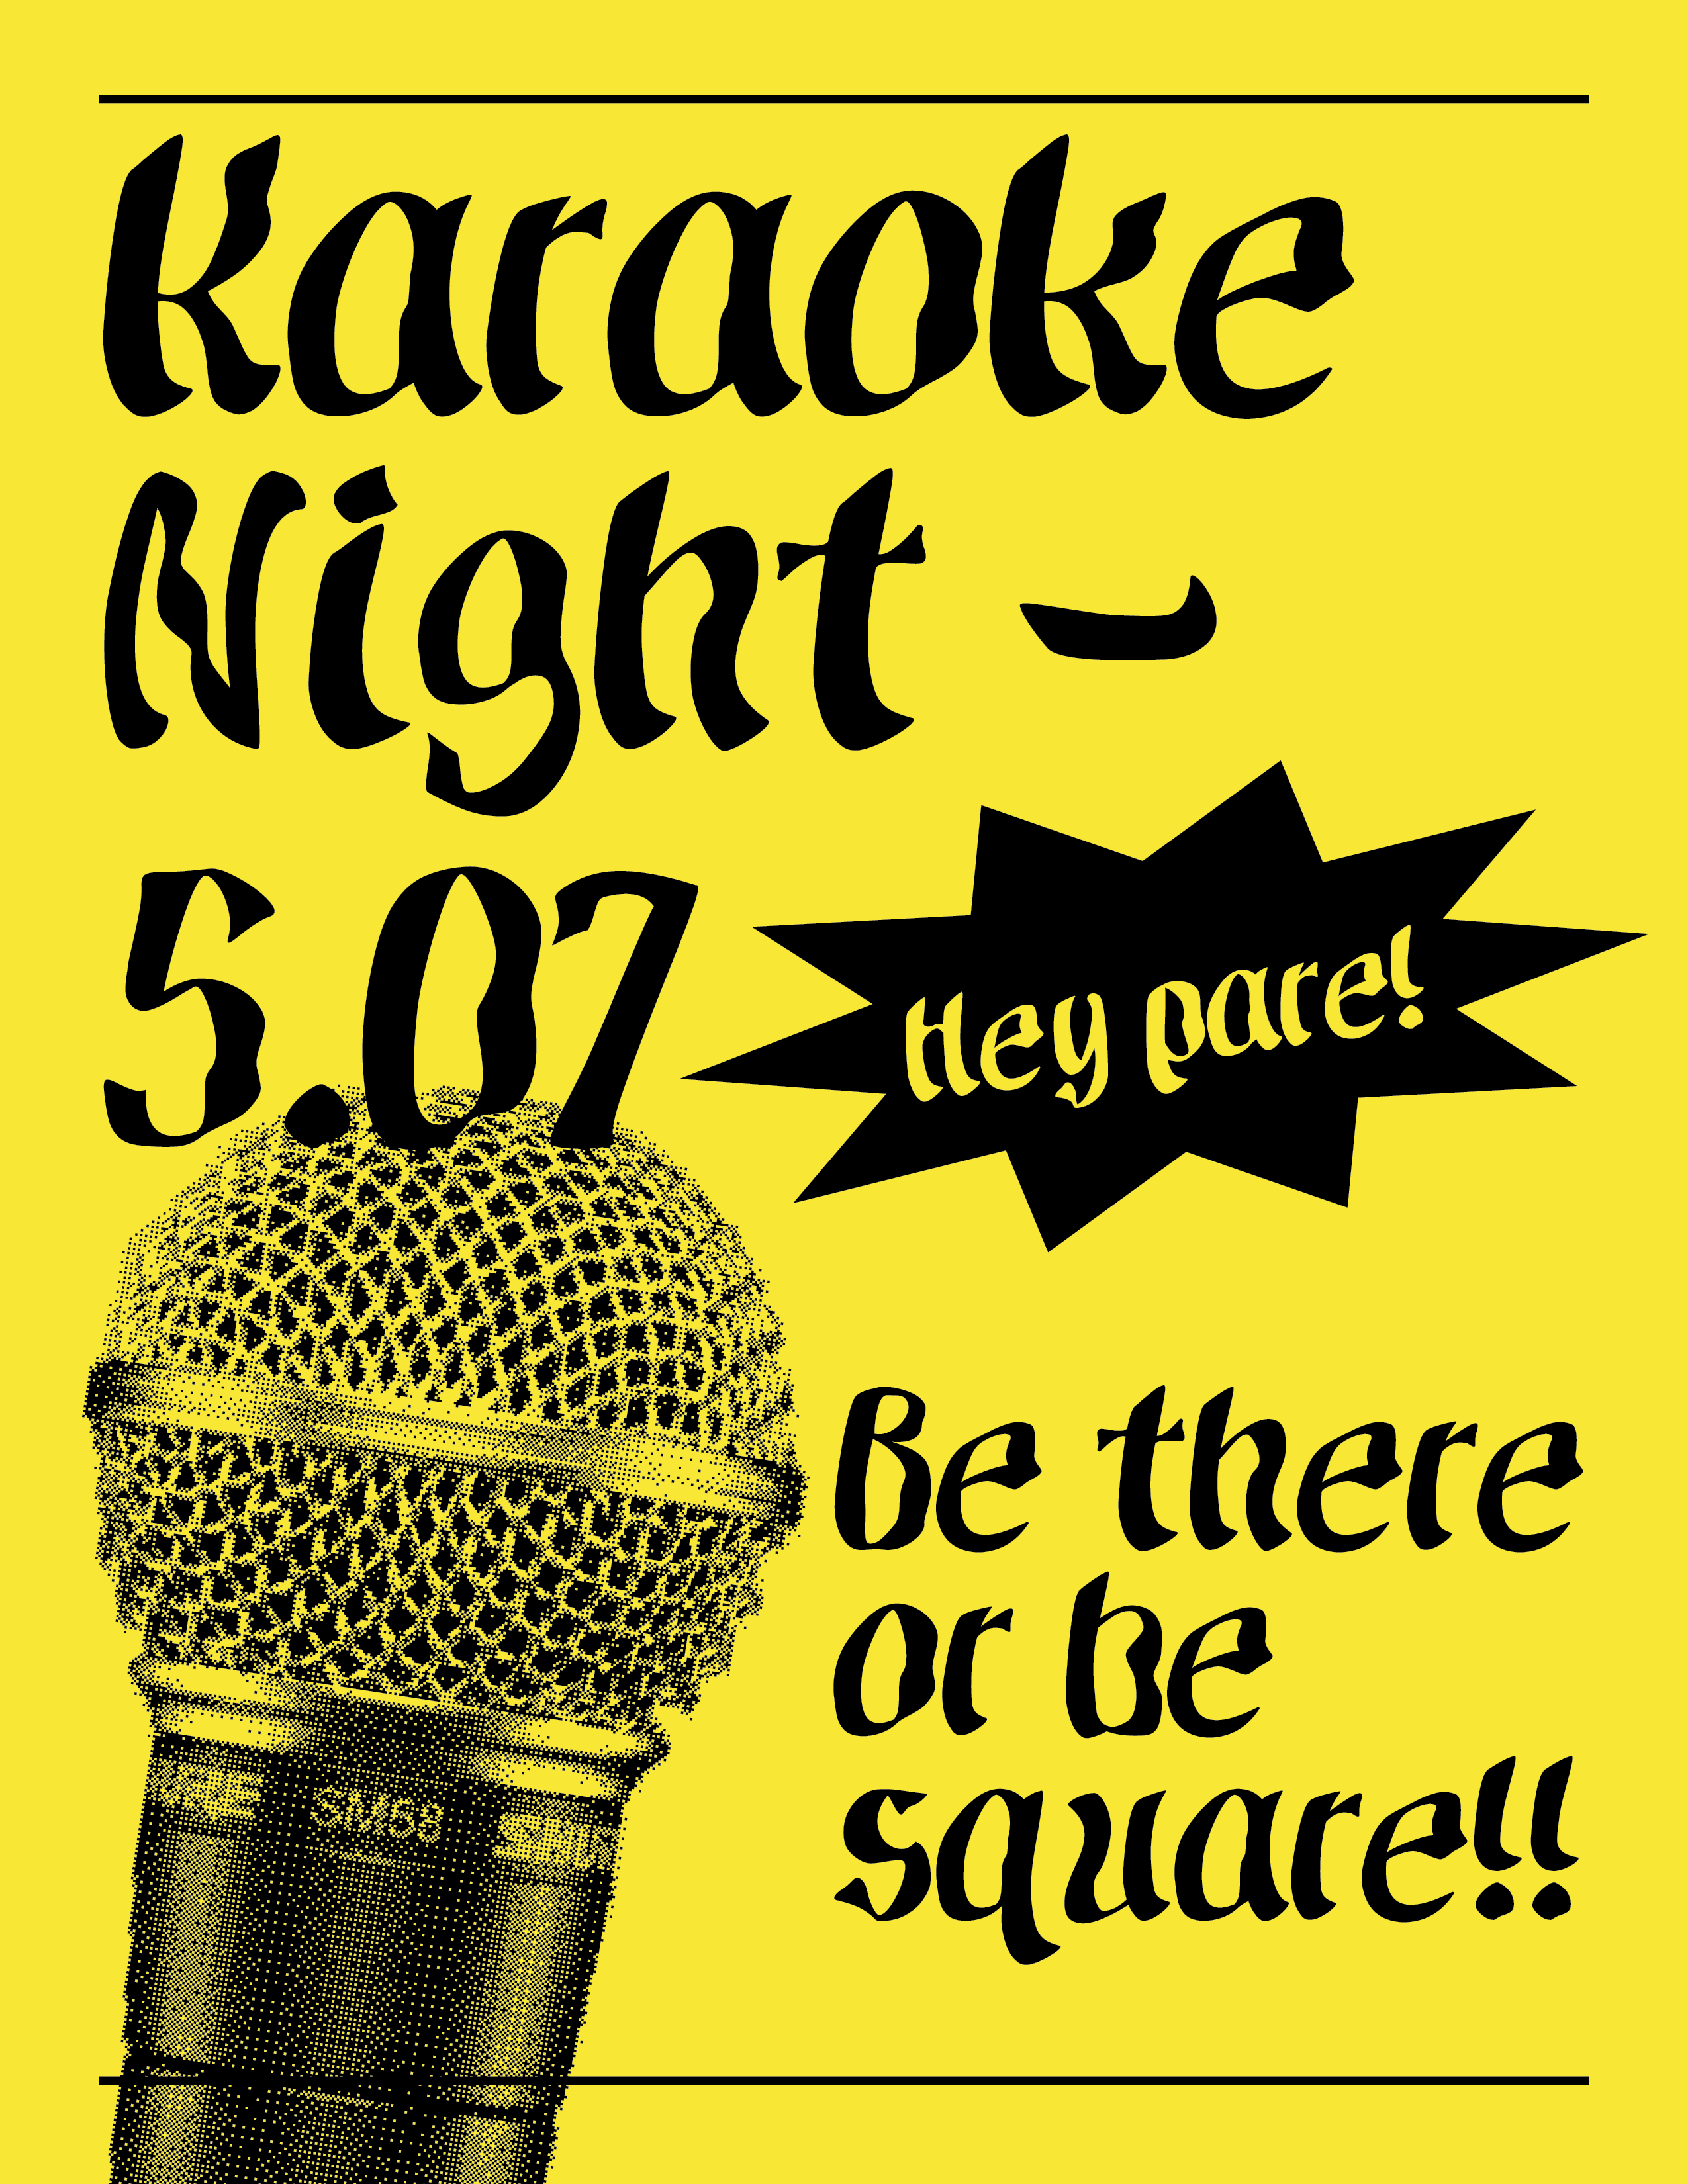 Karaoke
Night -
5.07
Hey pare!
Be there
or be
square!!
SM58